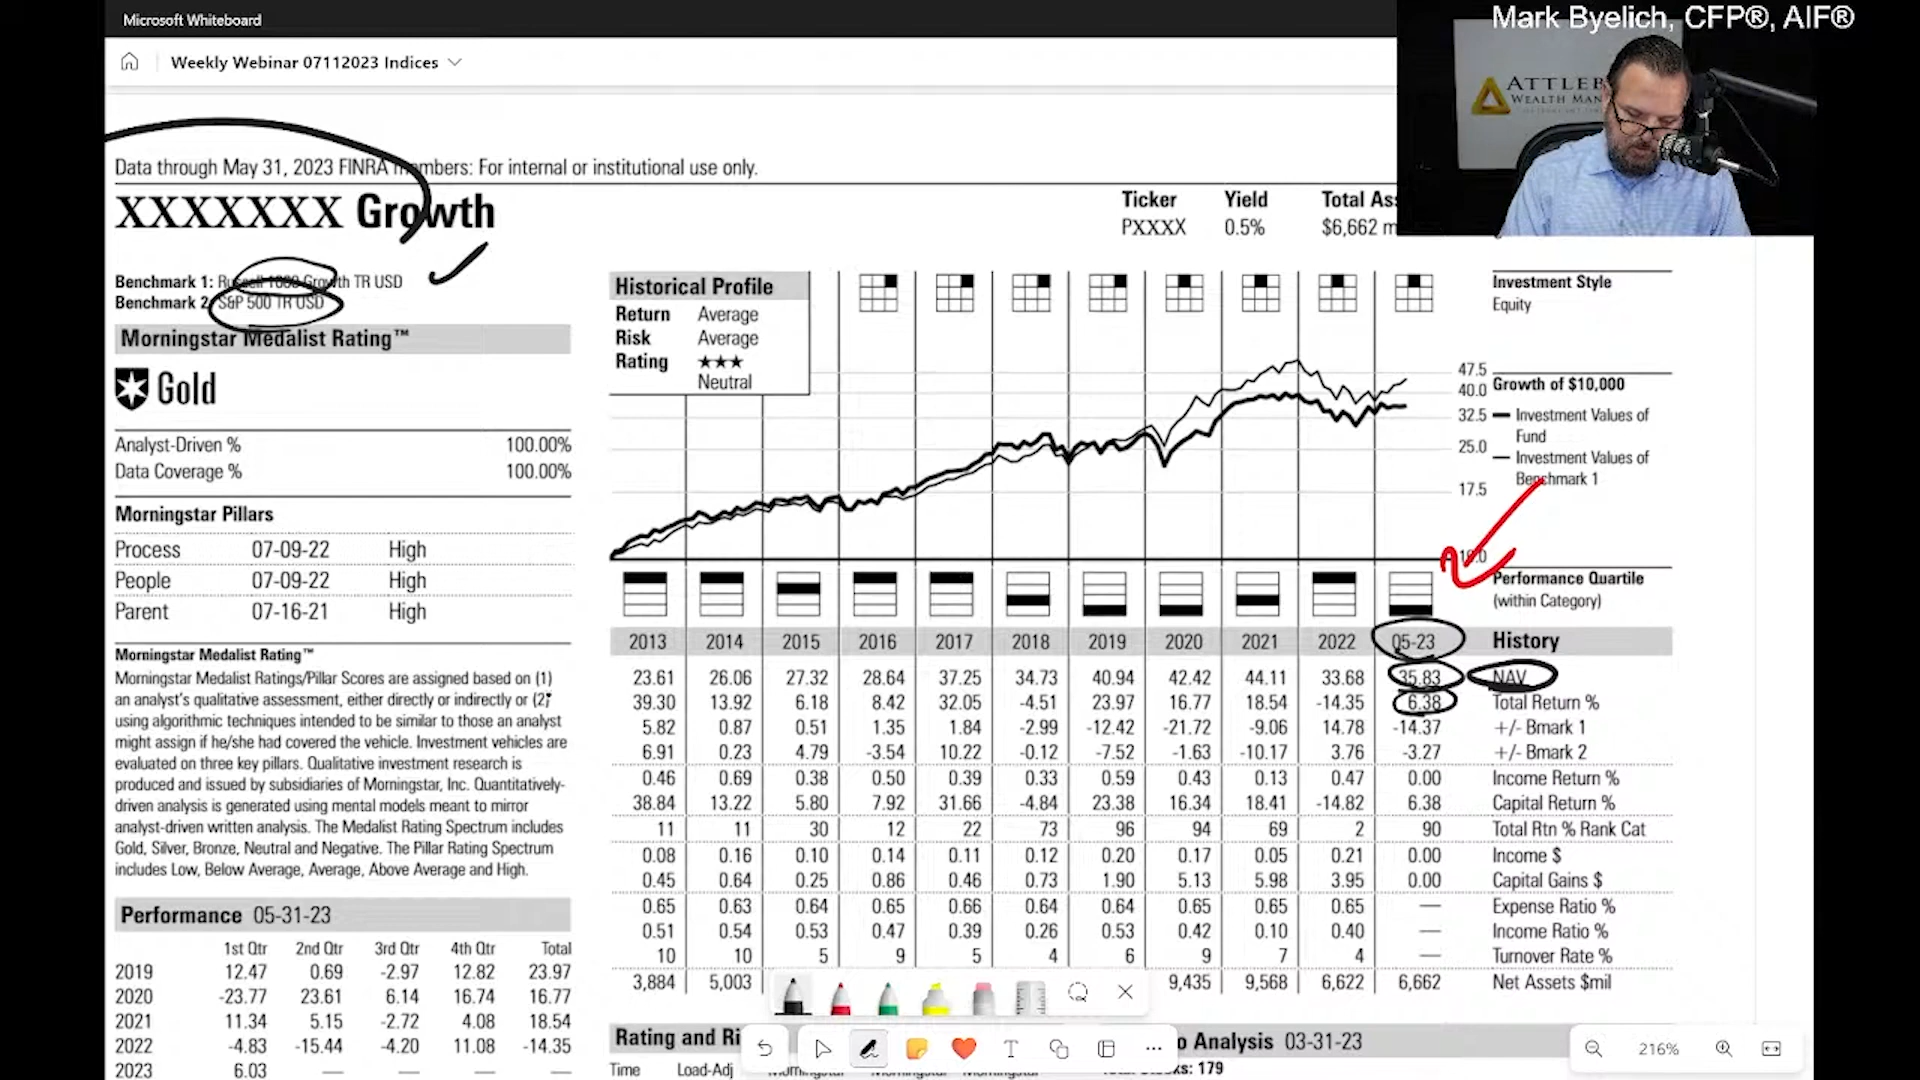 Microsoft Whiteboard
Mark Byelich, CFP®, AIF®
Weekly Webinar 07112023 Indices
ATTLEB
WEALTH MAN
Data through May 31, 2023 FINRA members: For internal or institutional use only.
XXXXXXX Growth
Ticker Yield Total Ass
PXXXX 0.5% $6,662 m
Benchmark 1: Russell 1000 Growth TR USD
Benchmark 2: S&P 500 TR USD
Morningstar Medalist Rating™
Gold
Analyst-Driven % 100.00%
Data Coverage % 100.00%
Morningstar Pillars
Process 07-09-22 High
People 07-09-22 High
Parent 07-16-21 High
Morningstar Medalist Rating™
Morningstar Medalist Ratings/Pillar Scores are assigned based on (1)
an analyst's qualitative assessment, either directly or indirectly or (2)
using algorithmic techniques intended to be similar to those an analyst
might assign if he/she had covered the vehicle. Investment vehicles are
evaluated on three key pillars. Qualitative investment research is
produced and issued by subsidiaries of Morningstar, Inc. Quantitatively-
driven analysis is generated using mental models meant to mirror
analyst-driven written analysis. The Medalist Rating Spectrum includes
Gold, Silver, Bronze, Neutral and Negative. The Pillar Rating Spectrum
includes Low, Below Average, Average, Above Average and High.
Performance 05-31-23
1st Qtr 2nd Qtr 3rd Qtr 4th Qtr Total
2019 12.47 0.69 -2.97 12.82 23.97
2020 -23.77 23.61 6.14 16.74 16.77
2021 11.34 5.15 -2.72 4.08 18.54
2022 -4.83 -15.44 -4.20 11.08 -14.35
2023 6.03 — — — —
Historical Profile
Return Average
Risk Average
Rating ★★★
Neutral
Investment Style
Equity
47.5
40.0
32.5
25.0
17.5
10.0
Growth of $10,000
Investment Values of
Fund
Investment Values of
Benchmark 1
Performance Quartile
(within Category)
2013 2014 2015 2016 2017 2018 2019 2020 2021 2022 05-23 History
23.61 26.06 27.32 28.64 37.25 34.73 40.94 42.42 44.11 33.68 35.83 NAV
39.30 13.92 6.18 8.42 32.05 -4.51 23.97 16.77 18.54 -14.35 6.38 Total Return %
5.82 0.87 0.51 1.35 1.84 -2.99 -12.42 -21.72 -9.06 14.78 -14.37 +/- Bmark 1
6.91 0.23 4.79 -3.54 10.22 -0.12 -7.52 -1.63 -10.17 3.76 -3.27 +/- Bmark 2
0.46 0.69 0.38 0.50 0.39 0.33 0.59 0.43 0.13 0.47 0.00 Income Return %
38.84 13.22 5.80 7.92 31.66 -4.84 23.38 16.34 18.41 -14.82 6.38 Capital Return %
11 11 30 12 22 73 96 94 69 2 90 Total Rtn % Rank Cat
0.08 0.16 0.10 0.14 0.11 0.12 0.20 0.17 0.05 0.21 0.00 Income $
0.45 0.64 0.25 0.86 0.46 0.73 1.90 5.13 5.98 3.95 0.00 Capital Gains $
0.65 0.63 0.64 0.65 0.66 0.64 0.64 0.65 0.65 0.65 — Expense Ratio %
0.51 0.54 0.53 0.47 0.39 0.26 0.53 0.42 0.10 0.40 — Income Ratio %
10 10 5 9 5 4 6 9 7 4 — Turnover Rate %
3,884 5,003 9,435 9,568 6,622 6,662 Net Assets $mil
Rating and Ri
o Analysis 03-31-23
Time Load-Adj
179
216%